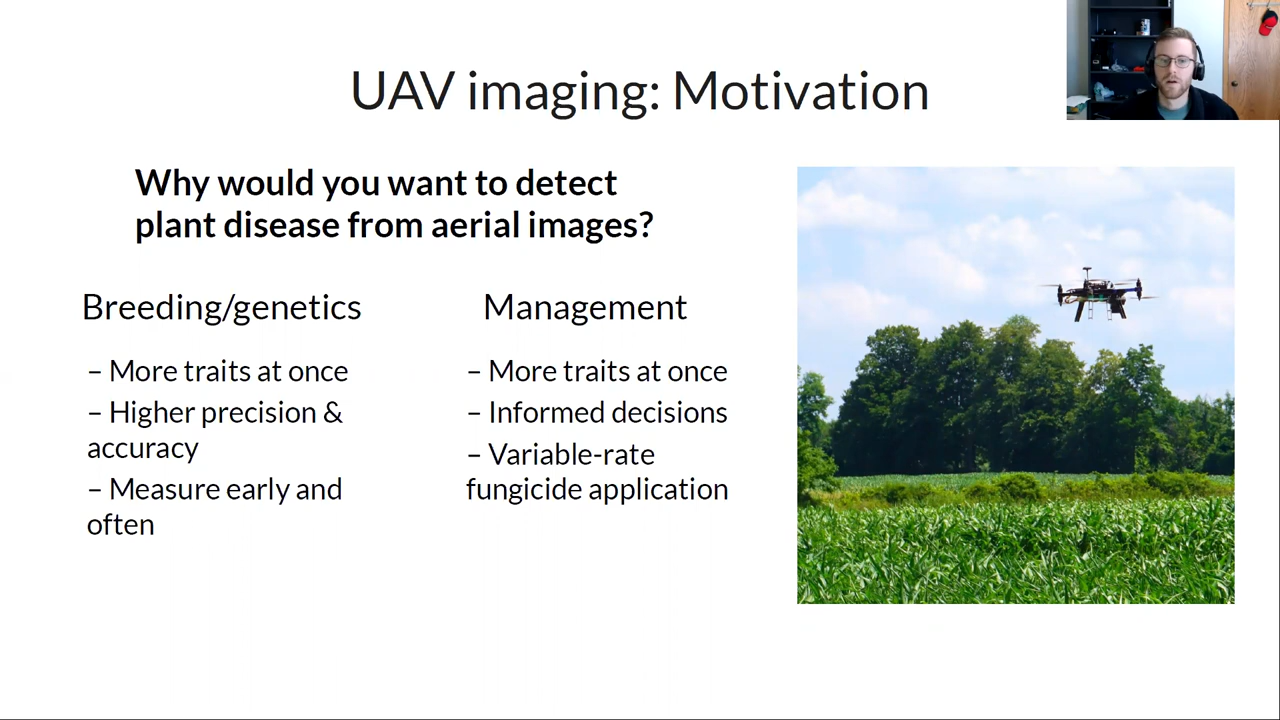 UAV imaging: Motivation
Why would you want to detect
plant disease from aerial images?
Breeding/genetics
– More traits at once
– Higher precision &
accuracy
– Measure early and
often
Management
– More traits at once
– Informed decisions
– Variable-rate
fungicide application